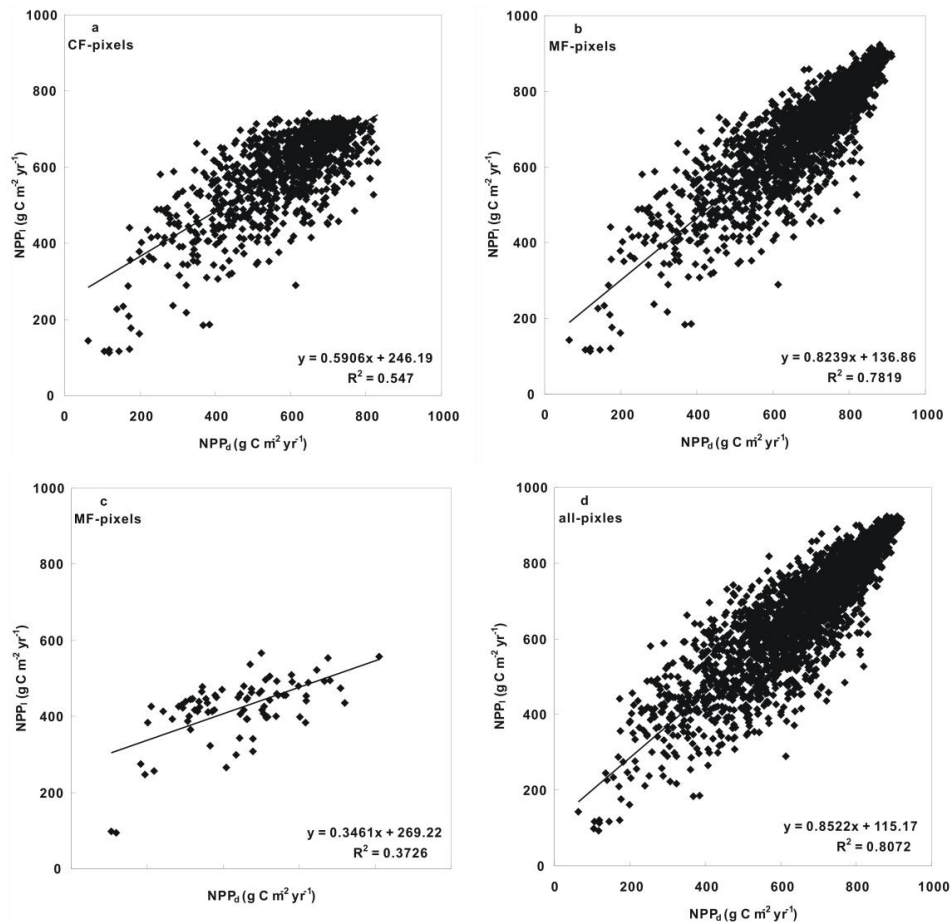 a
CF-pixels
1000
800
600
400
200
0
NPPl (g C m-2 yr-1)
y = 0.5906x + 246.19
R2 = 0.547
0 200 400 600 800 1000
NPPd (g C m-2 yr-1)
b
MF-pixels
1000
800
600
400
200
0
NPPl (g C m-2 yr-1)
y = 0.8239x + 136.86
R2 = 0.7819
0 200 400 600 800 1000
NPPd (g C m-2 yr-1)
c
MF-pixels
1000
800
600
400
200
0
NPPl (g C m-2 yr-1)
y = 0.3461x + 269.22
R2 = 0.3726
NPPd (g C m-2 yr-1)
d
all-pixles
1000
800
600
400
200
0
NPPl (g C m-2 yr-1)
y = 0.8522x + 115.17
R2 = 0.8072
0 200 400 600 800 1000
NPPd (g C m-2 yr-1)